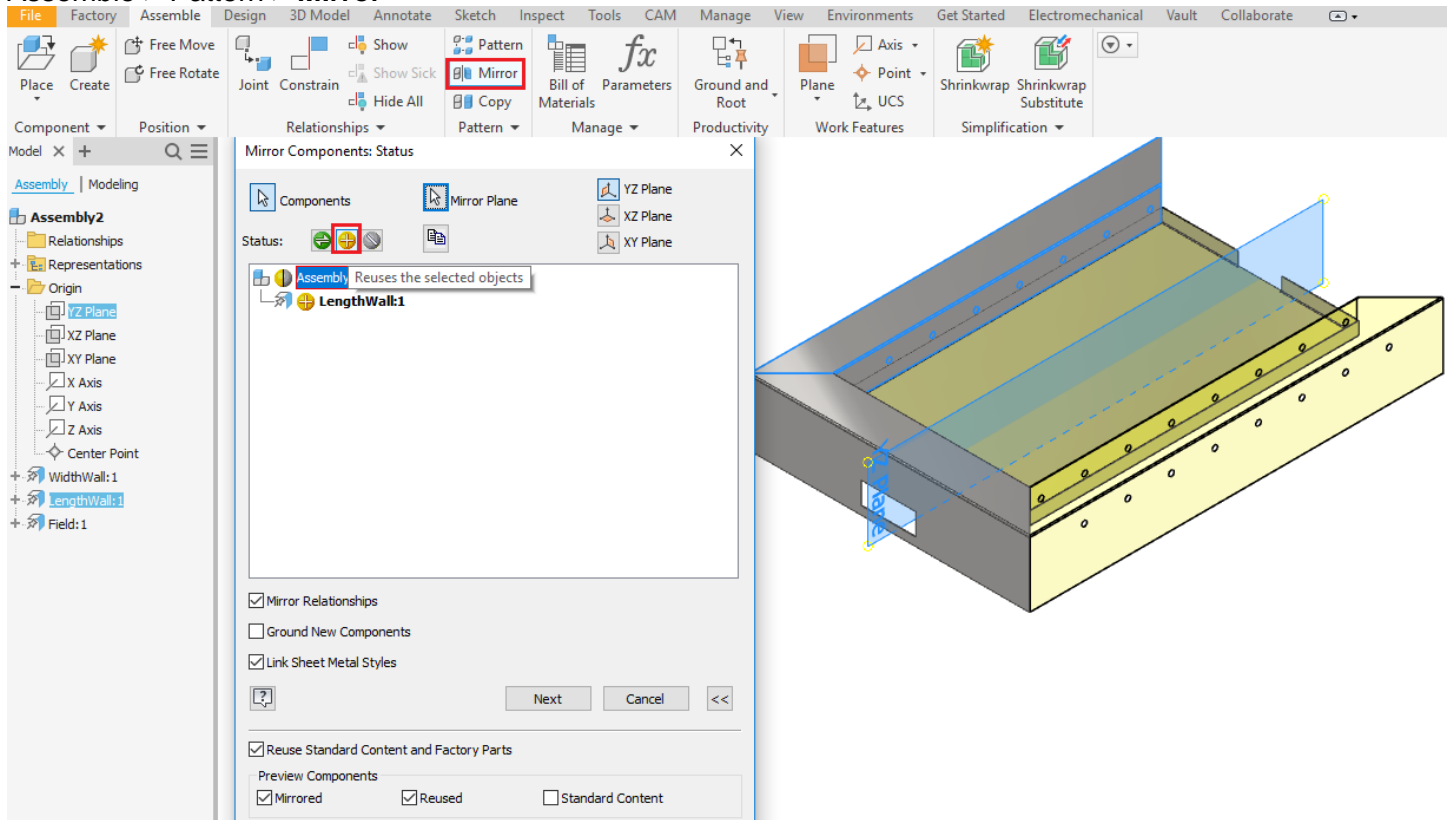 Assemble > Pattern > Mirror
File Factory Assemble Design 3D Model Annotate Sketch Inspect Tools CAM Manage View Environments Get Started Electromechanical Vault Collaborate
Free Move Show Pattern Axis
Free Rotate Show Sick Mirror Point
Place Create Joint Constrain Hide All Copy Bill of Materials fx Parameters Ground and Root Plane UCS Shrinkwrap Shrinkwrap Substitute
Component Position Relationships Pattern Manage Productivity Work Features Simplification
Model
Assembly Modeling
Assembly2
Relationships
Representations
Origin
YZ Plane
XZ Plane
XY Plane
X Axis
Y Axis
Z Axis
Center Point
WidthWall:1
LengthWall:1
Field:1
Mirror Components: Status
Components Mirror Plane YZ Plane
XZ Plane
Status: XY Plane
Assembly Reuses the selected objects
LengthWall:1
Mirror Relationships
Ground New Components
Link Sheet Metal Styles
Next Cancel <<
Reuse Standard Content and Factory Parts
Preview Components
Mirrored Reused Standard Content
YZ Plane